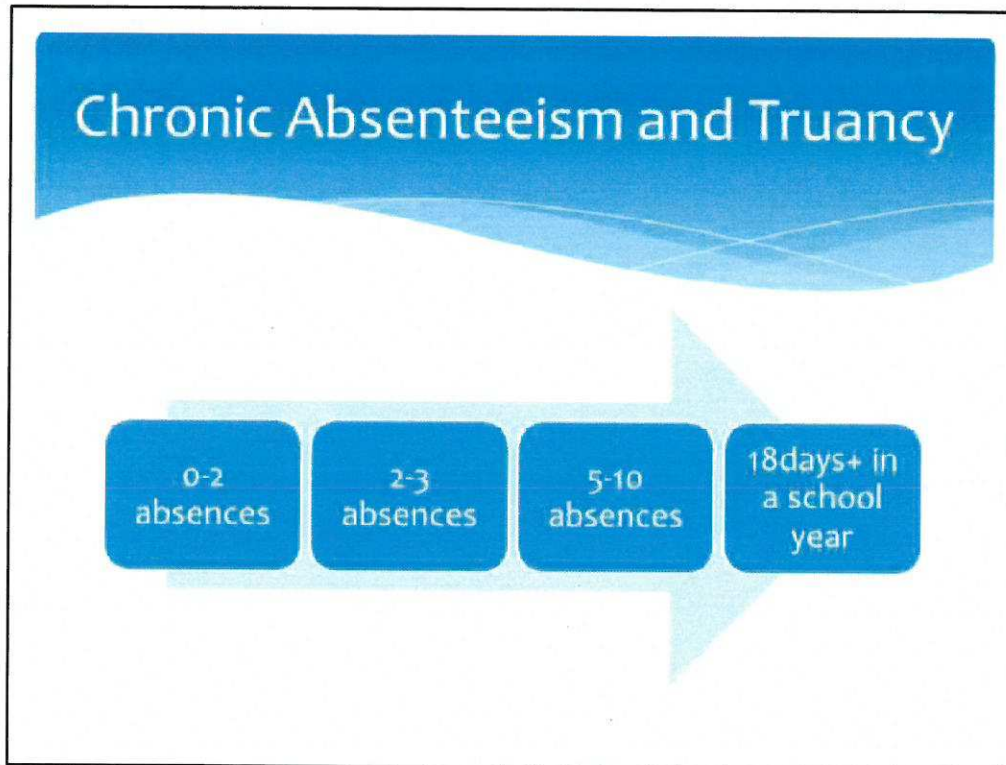 Chronic Absenteeism and Truancy
0-2
absences
2-3
absences
5-10
absences
18days+ in
a school
year